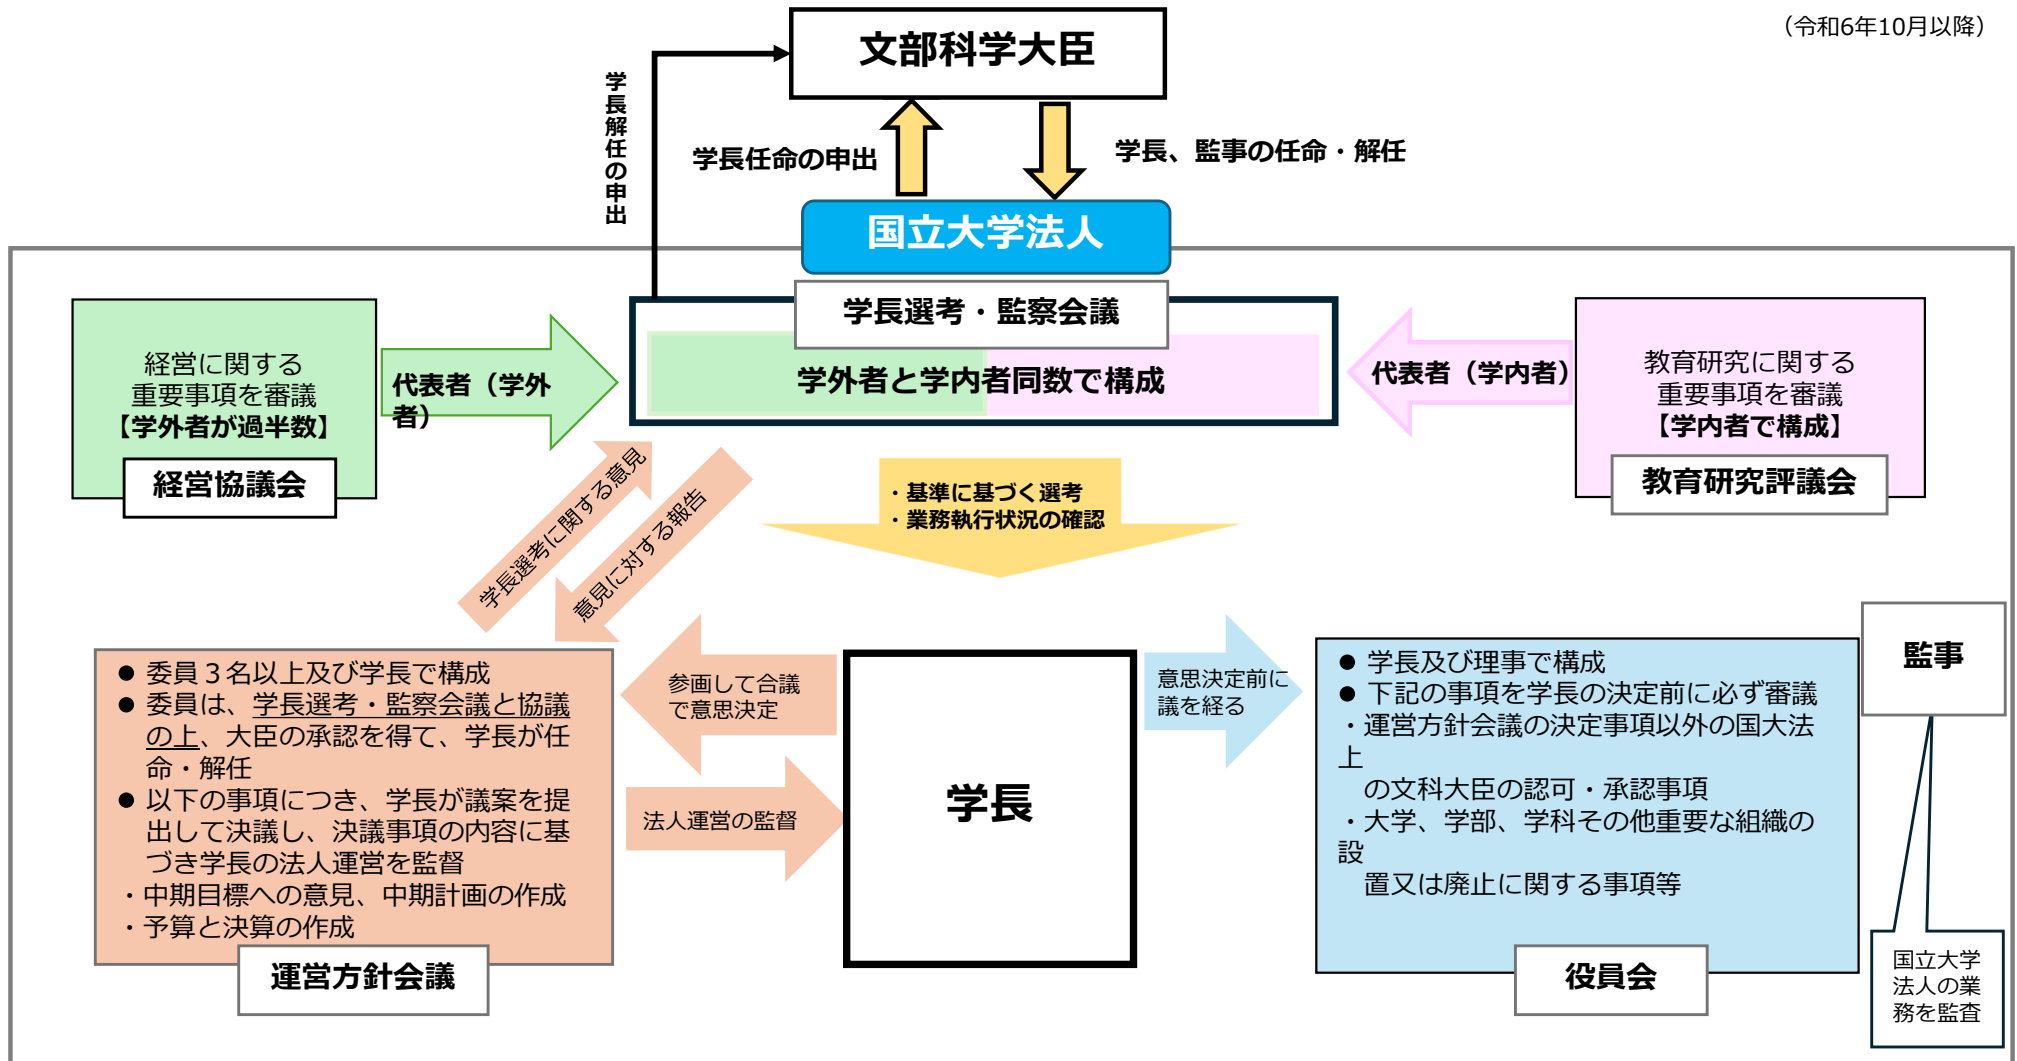 （令和6年10月以降）
文部科学大臣
学長解任の申出
学長任命の申出
学長、監事の任命・解任
国立大学法人
学長選考・監察会議
学外者と学内者同数で構成
経営に関する
重要事項を審議
【学外者が過半数】
経営協議会
代表者（学外
者）
代表者（学内者）
教育研究に関する
重要事項を審議
【学内者で構成】
教育研究評議会
学長選考に関する意見
意見に対する報告
・基準に基づく選考
・業務執行状況の確認
● 委員３名以上及び学長で構成
● 委員は、学長選考・監察会議と協議
の上、大臣の承認を得て、学長が任
命・解任
● 以下の事項につき、学長が議案を提
出して決議し、決議事項の内容に基
づき学長の法人運営を監督
・中期目標への意見、中期計画の作成
・予算と決算の作成
運営方針会議
参画して合議
で意思決定
法人運営の監督
学長
意思決定前に
議を経る
● 学長及び理事で構成
● 下記の事項を学長の決定前に必ず審議
・運営方針会議の決定事項以外の国大法
上
の文科大臣の認可・承認事項
・大学、学部、学科その他重要な組織の
設
置又は廃止に関する事項等
役員会
監事
国立大学
法人の業
務を監査